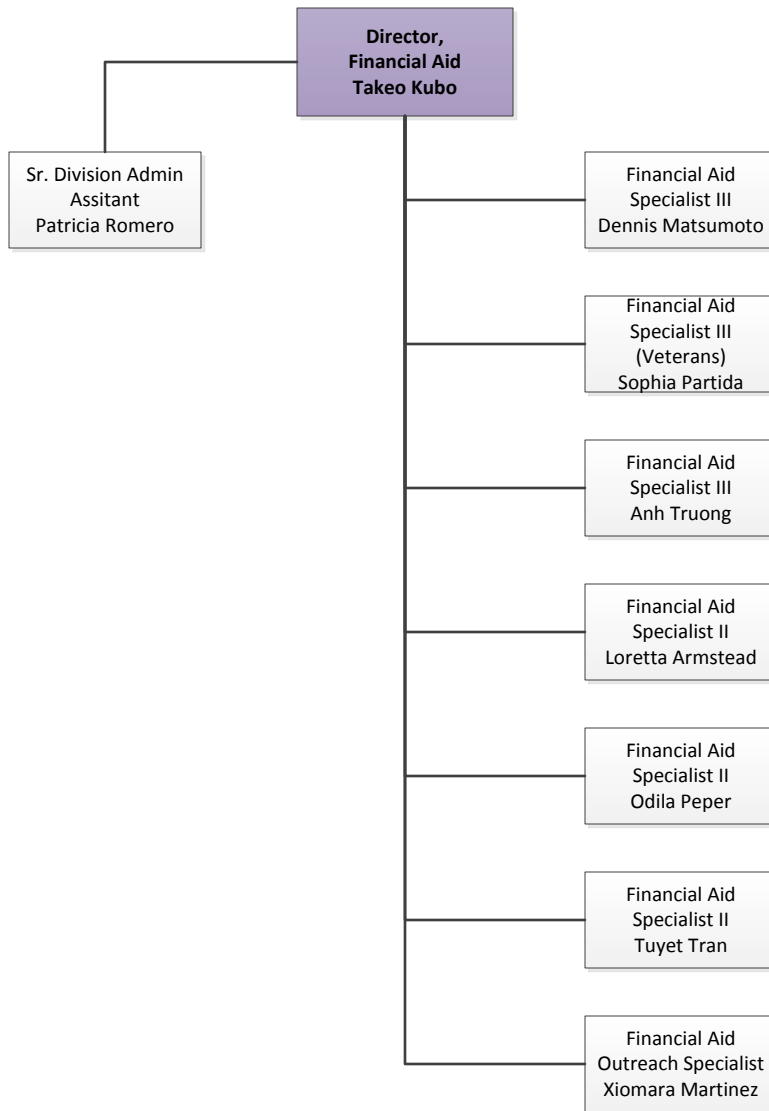 Director,
Financial Aid
Takeo Kubo
Sr. Division Admin
Assitant
Patricia Romero
Financial Aid
Specialist III
Dennis Matsumoto
Financial Aid
Specialist III
(Veterans)
Sophia Partida
Financial Aid
Specialist III
Anh Truong
Financial Aid
Specialist II
Loretta Armstead
Financial Aid
Specialist II
Odila Peper
Financial Aid
Specialist II
Tuyet Tran
Financial Aid
Outreach Specialist
Xiomara Martinez